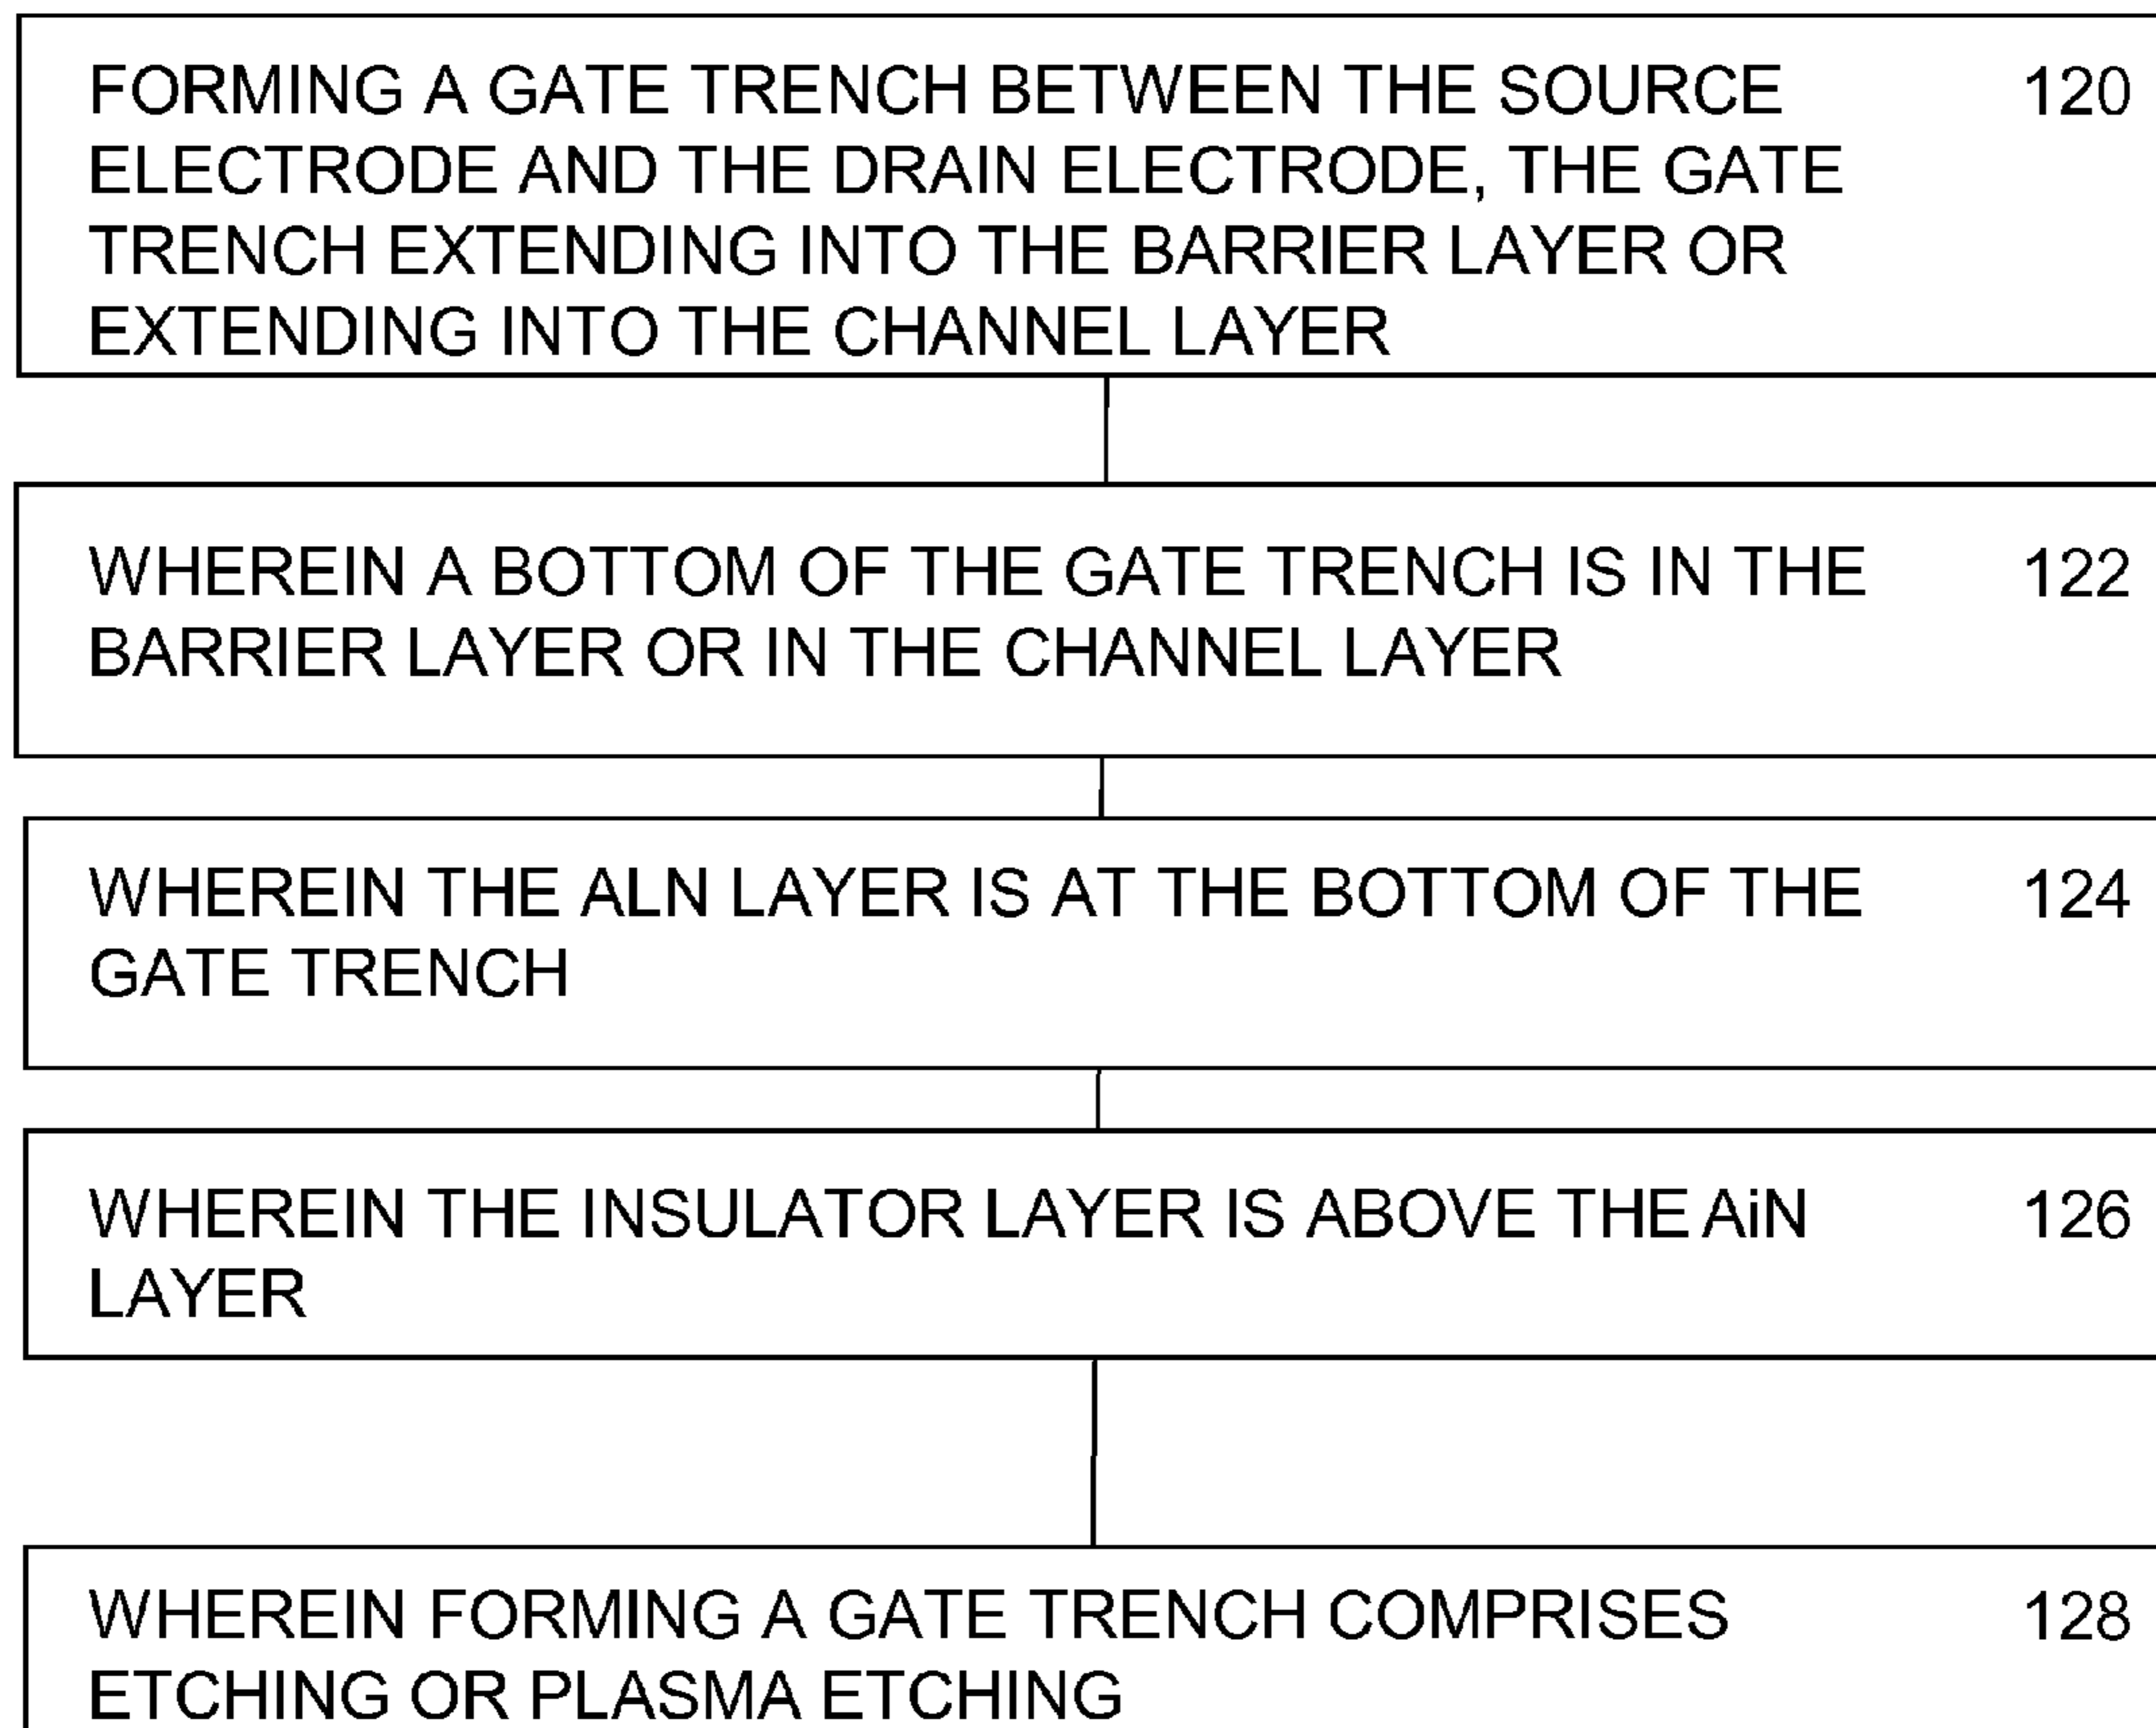 FORMING A GATE TRENCH BETWEEN THE SOURCE 120
ELECTRODE AND THE DRAIN ELECTRODE, THE GATE
TRENCH EXTENDING INTO THE BARRIER LAYER OR
EXTENDING INTO THE CHANNEL LAYER
WHEREIN A BOTTOM OF THE GATE TRENCH IS IN THE 122
BARRIER LAYER OR IN THE CHANNEL LAYER
WHEREIN THE ALN LAYER IS AT THE BOTTOM OF THE 124
GATE TRENCH
WHEREIN THE INSULATOR LAYER IS ABOVE THE AiN 126
LAYER
WHEREIN FORMING A GATE TRENCH COMPRISES 128
ETCHING OR PLASMA ETCHING